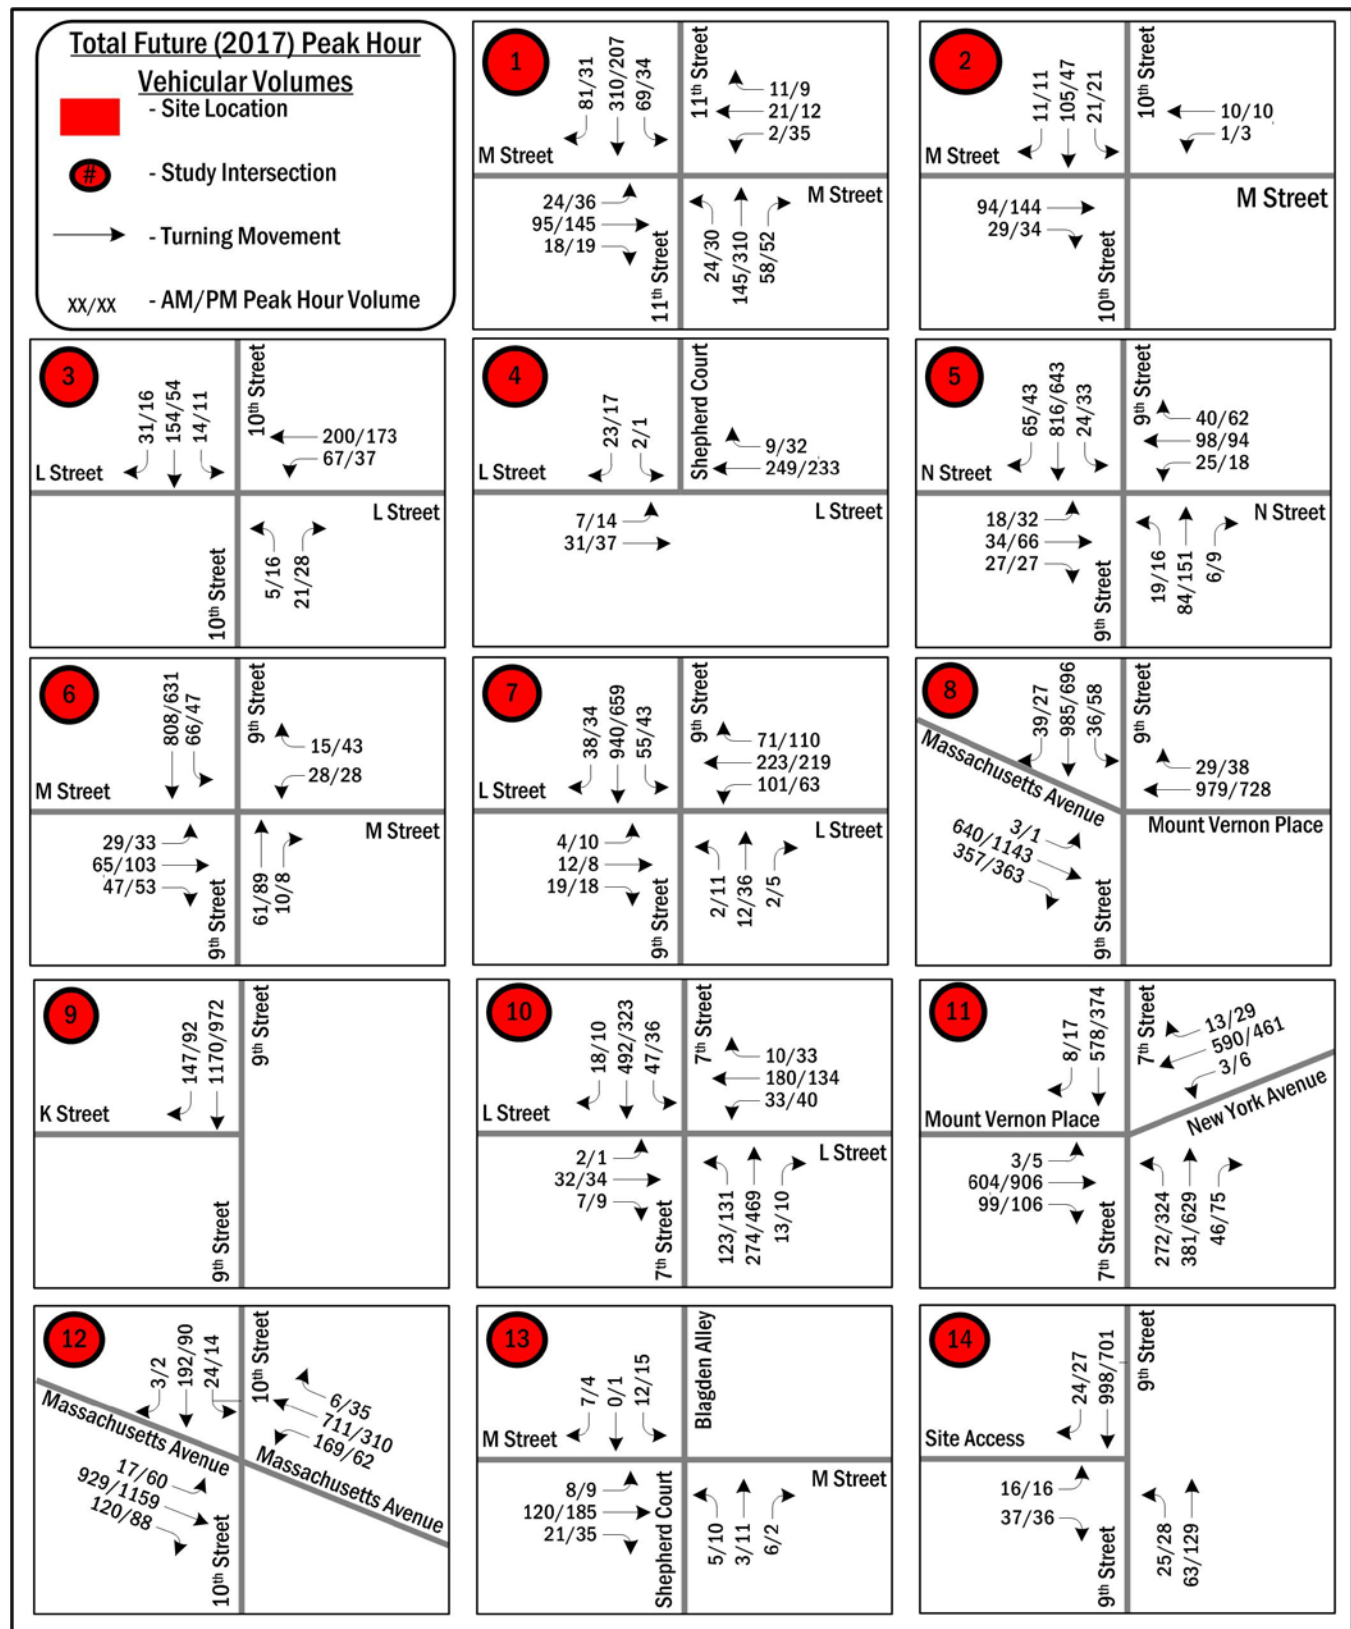 Total Future (2017) Peak Hour
Vehicular Volumes
- Site Location
#
- Study Intersection
- Turning Movement
XX/XX
- AM/PM Peak Hour Volume
1
81/31
310/207
69/34
11th Street
11/9
21/12
2/35
M Street
M Street
24/36
95/145
18/19
11th Street
24/30
145/310
58/52
2
11/11
105/47
21/21
10th Street
10/10
1/3
M Street
M Street
94/144
29/34
10th Street
3
31/16
154/54
14/11
10th Street
200/173
67/37
L Street
L Street
10th Street
5/16
21/28
4
23/17
2/1
Shepherd Court
9/32
249/233
L Street
L Street
7/14
31/37
5
65/43
816/643
24/33
9th Street
40/62
98/94
25/18
N Street
N Street
18/32
34/66
27/27
9th Street
19/16
84/151
6/9
6
808/631
66/47
9th Street
15/43
28/28
M Street
M Street
29/33
65/103
47/53
9th Street
61/89
10/8
7
38/34
940/659
55/43
9th Street
71/110
223/219
101/63
L Street
L Street
4/10
12/8
19/18
9th Street
2/11
12/36
2/5
8
39/27
985/696
36/58
9th Street
29/38
979/728
Massachusetts Avenue
Mount Vernon Place
3/1
640/1143
357/363
9th Street
9
147/92
1170/972
9th Street
K Street
9th Street
10
18/10
492/323
47/36
7th Street
10/33
180/134
33/40
L Street
L Street
2/1
32/34
7/9
7th Street
123/131
274/469
13/10
11
8/17
578/374
7th Street
13/29
590/461
3/6
Mount Vernon Place
New York Avenue
3/5
604/906
99/106
7th Street
272/324
381/629
46/75
12
3/2
192/90
24/14
10th Street
6/35
711/310
169/62
Massachusetts Avenue
Massachusetts Avenue
17/60
929/1159
120/88
10th Street
13
7/4
0/1
12/15
Blagden Alley
M Street
M Street
8/9
120/185
21/35
Shepherd Court
5/10
3/11
6/2
14
24/27
998/701
9th Street
Site Access
16/16
37/36
9th Street
25/28
63/129